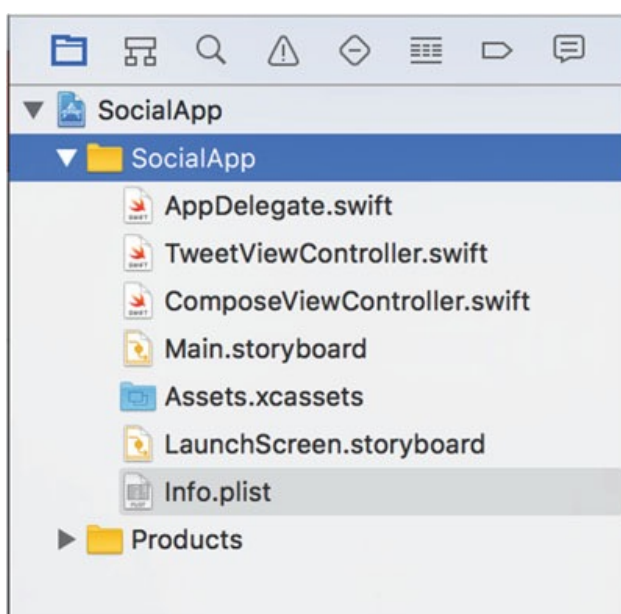 SocialApp
SocialApp
AppDelegate.swift
TweetViewController.swift
ComposeViewController.swift
Main.storyboard
Assets.xcassets
LaunchScreen.storyboard
Info.plist
Products